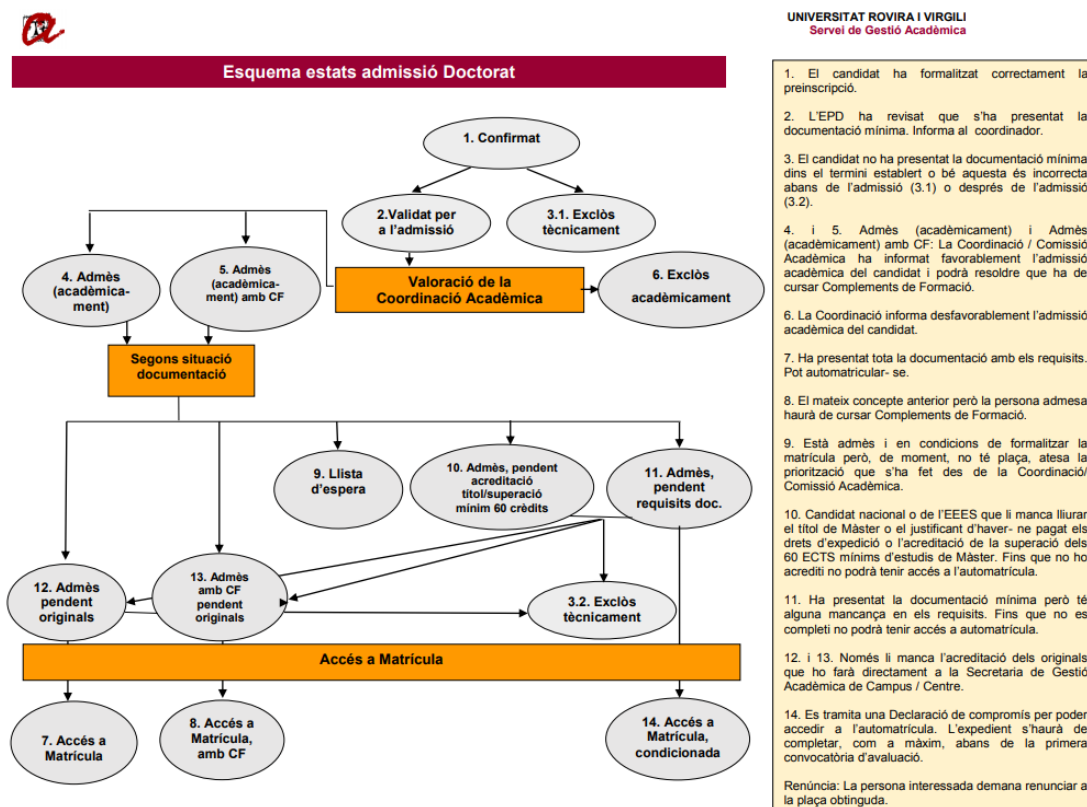 UNIVERSITAT ROVIRA I VIRGILI
Servei de Gestió Acadèmica
Esquema estats admissió Doctorat
1. Confirmat
2.Validat per
a l'admissió
3.1. Exclòs
tècnicament
4. Admès
(acadèmica-
ment)
5. Admès
(acadèmica-
ment) amb CF
Valoració de la
Coordinació Acadèmica
6. Exclòs
acadèmicament
Segons situació
documentació
9. Llista
d'espera
10. Admès, pendent
acreditació
títol/superació
mínim 60 crèdits
11. Admès,
pendent
requisits doc.
12. Admès
pendent
originals
13. Admès
amb CF
pendent
originals
3.2. Exclòs
tècnicament
Accés a Matrícula
7. Accés a
Matrícula
8. Accés a
Matrícula,
amb CF
14. Accés a
Matrícula,
condicionada
1. El candidat ha formalitzat correctament la
preinscripció.
2. L'EPD ha revisat que s'ha presentat la
documentació mínima. Informa al coordinador.
3. El candidat no ha presentat la documentació mínima
dins el termini establert o bé aquesta és incorrecta
abans de l'admissió (3.1) o després de l'admissió
(3.2).
4. i 5. Admès (acadèmicament) i Admès
(acadèmicament) amb CF: La Coordinació / Comissió
Acadèmica ha informat favorablement l'admissió
acadèmica del candidat i podrà resoldre que ha de
cursar Complements de Formació.
6. La Coordinació informa desfavorablement l'admissió
acadèmica del candidat.
7. Ha presentat tota la documentació amb els requisits.
Pot automatricular- se.
8. El mateix concepte anterior però la persona admesa
haurà de cursar Complements de Formació.
9. Està admès i en condicions de formalitzar la
matrícula però, de moment, no té plaça, atesa la
priorització que s'ha fet des de la Coordinació/
Comissió Acadèmica.
10. Candidat nacional o de l'EEES que li manca lliurar
el títol de Màster o el justificant d'haver- ne pagat els
drets d'expedició o l'acreditació de la superació dels
60 ECTS mínims d'estudis de Màster. Fins que no ho
acrediti no podrà tenir accés a l'automatrícula.
11. Ha presentat la documentació mínima però té
alguna mancança en els requisits. Fins que no es
completi no podrà tenir accés a automatrícula.
12. i 13. Només li manca l'acreditació dels originals
que ho farà directament a la Secretaria de Gestió
Acadèmica de Campus / Centre.
14. Es tramita una Declaració de compromís per poder
accedir a l'automatrícula. L'expedient s'haurà de
completar, com a màxim, abans de la primera
convocatòria d'avaluació.
Renúncia: La persona interessada demana renunciar a
la plaça obtinguda.